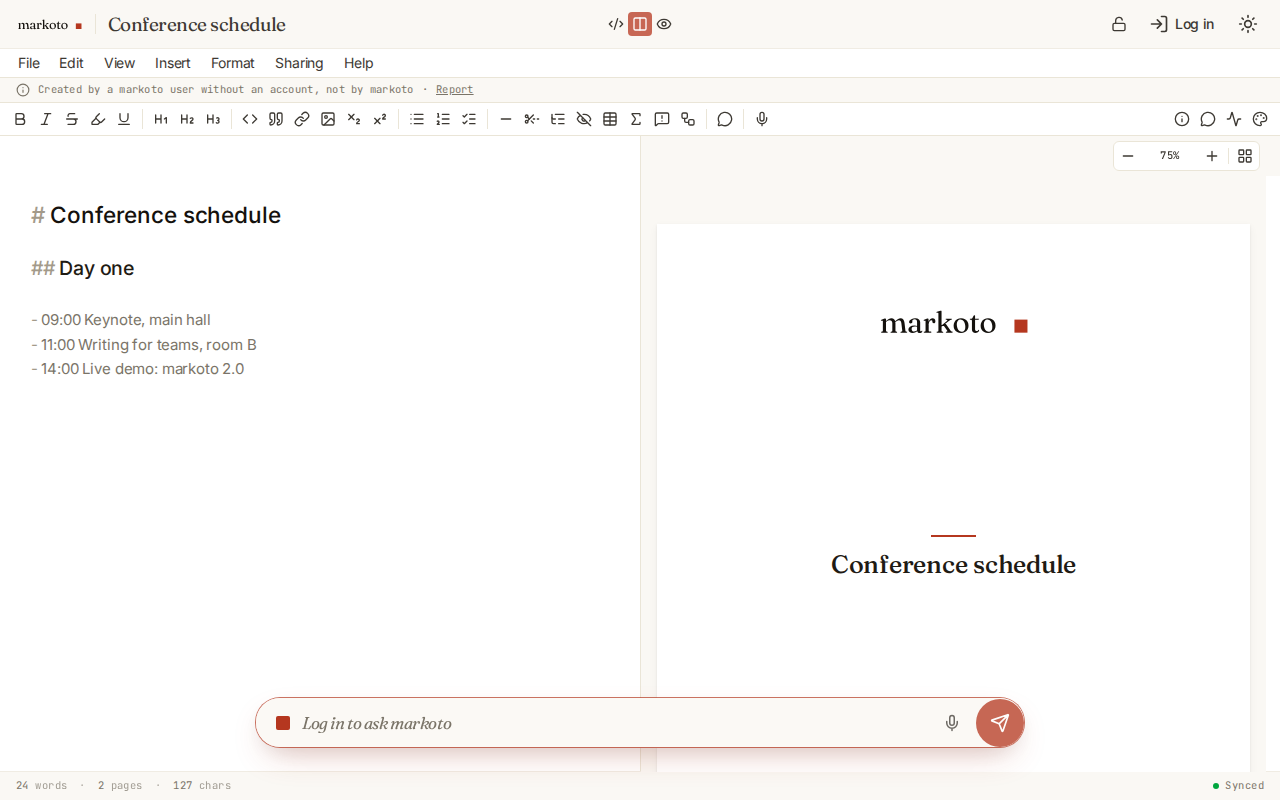 markoto
Conference schedule
Log in
File Edit View Insert Format Sharing Help
Created by a markoto user without an account, not by markoto · Report
H1 H2 H3
75%
# Conference schedule
## Day one
- 09:00 Keynote, main hall
- 11:00 Writing for teams, room B
- 14:00 Live demo: markoto 2.0
markoto
Conference schedule
Log in to ask markoto
24 words · 2 pages · 127 chars
Synced